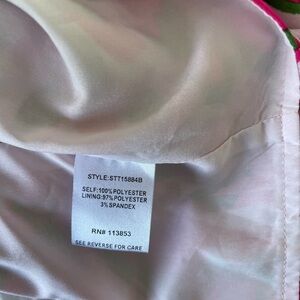 STYLE:STT15884B
SELF:100%POLYESTER
LINING:97%POLYESTER
3%SPANDEX
RN# 113853
SEE REVERSE FOR CARE